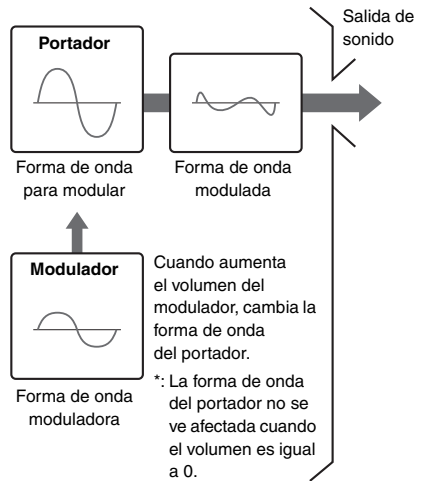 Salida de
sonido
Portador
Forma de onda
para modular
Forma de onda
modulada
Modulador
Forma de onda
moduladora
Cuando aumenta
el volumen del
modulador, cambia la
forma de onda
del portador.
*: La forma de onda
del portador no se
ve afectada cuando
el volumen es igual
a 0.